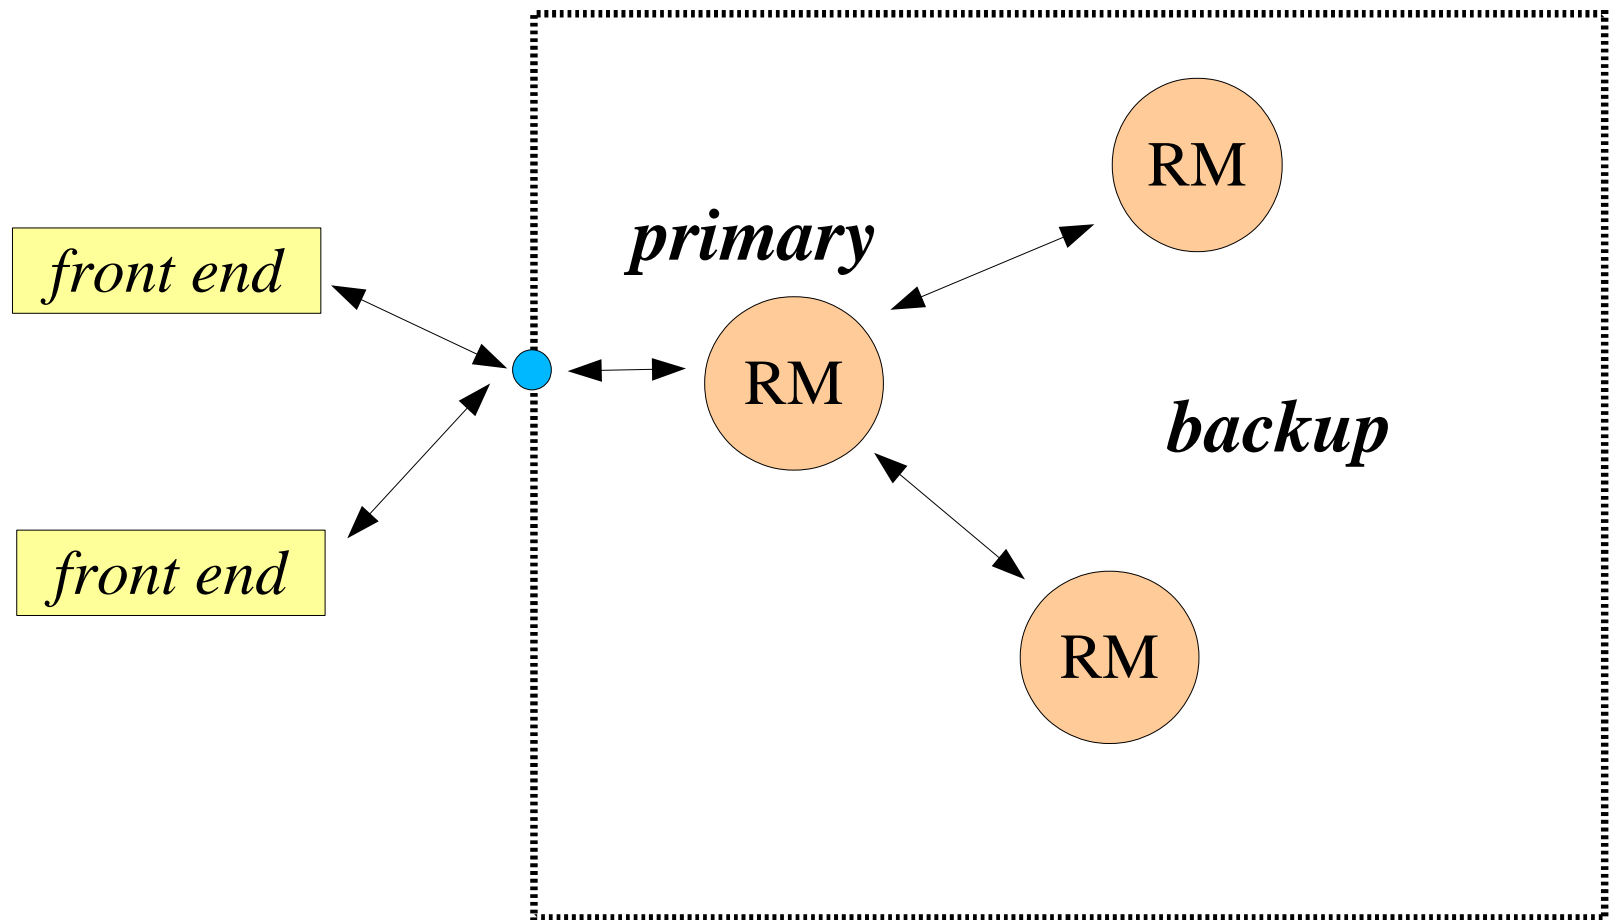 RM
primary
front end
RM
backup
front end
RM